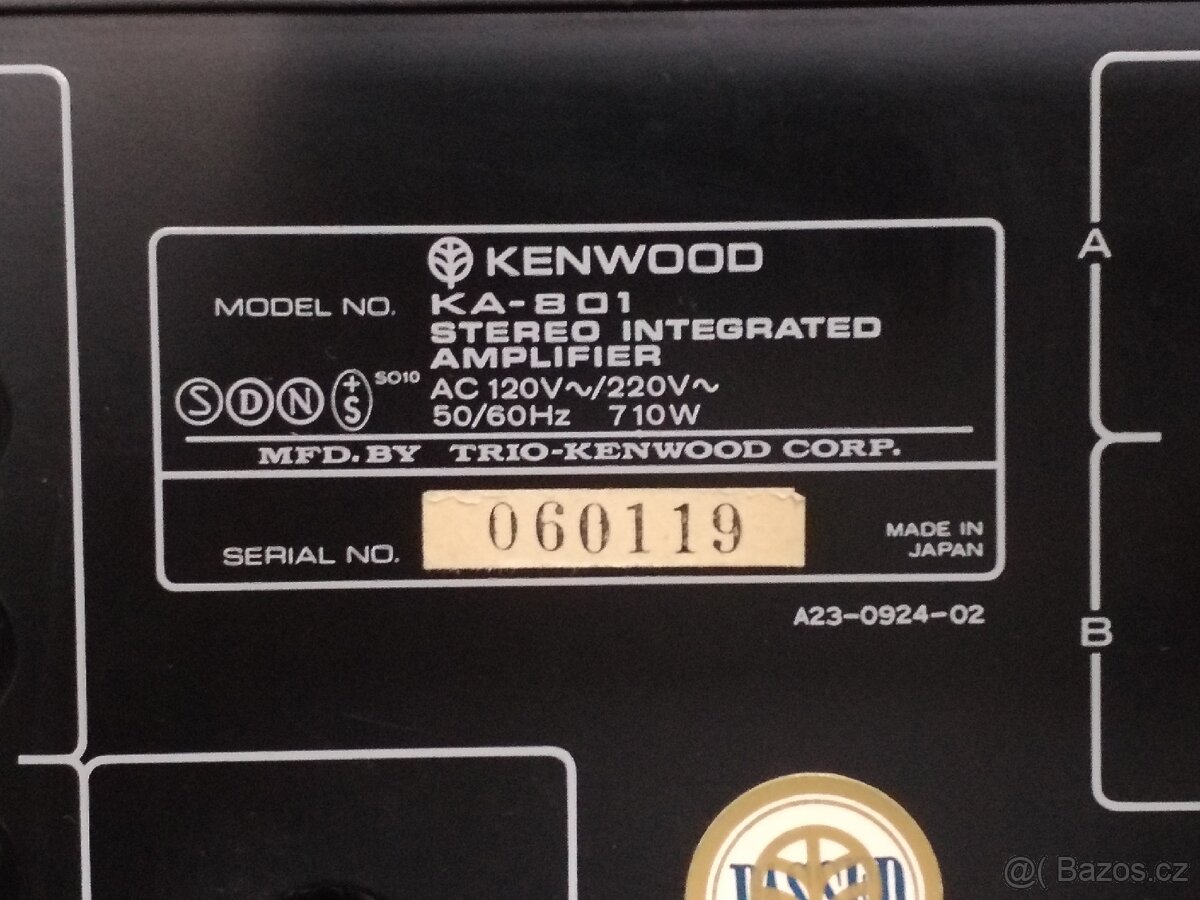 KENWOOD
MODEL NO. KA-801
STEREO INTEGRATED
AMPLIFIER
S D N +S SO10 AC 120V~/220V~
50/60Hz 710W
MFD. BY TRIO-KENWOOD CORP.
SERIAL NO. 060119
MADE IN
JAPAN
A23-0924-02
A
B
PASSED
@( Bazos.cz